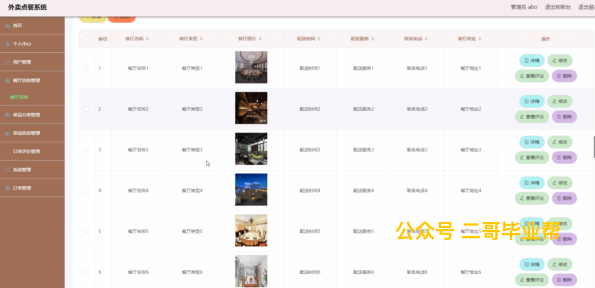 外卖点餐系统 管理员 abo 退出到前台
首页
个人中心
用户管理
餐厅信息管理
餐厅信息
菜品分类管理
菜品信息管理
订单评价管理
系统管理
订单管理
索引 餐厅名称 餐厅类型 餐厅图片 配送时间 配送服务 联系电话 餐厅地址 操作
1 餐厅名称1 餐厅类型1 配送时间1 配送服务1 联系电话1 餐厅地址1 详情 修改
查看评论 删除
2 餐厅名称2 餐厅类型2 配送时间2 配送服务2 联系电话2 餐厅地址2 详情 修改
查看评论 删除
3 餐厅名称3 餐厅类型3 配送时间3 配送服务3 联系电话3 餐厅地址3 详情 修改
查看评论 删除
4 餐厅名称4 餐厅类型4 配送时间4 配送服务4 联系电话4 餐厅地址4 详情 修改
查看评论 删除
5 餐厅名称5 餐厅类型5 配送时间5 配送服务5 联系电话5 餐厅地址5 详情 修改
查看评论 删除
公众号 二哥毕业帮
6 餐厅名称6 餐厅类型6 配送时间6 配送服务6 联系电话6 餐厅地址6 详情 修改
查看评论 删除